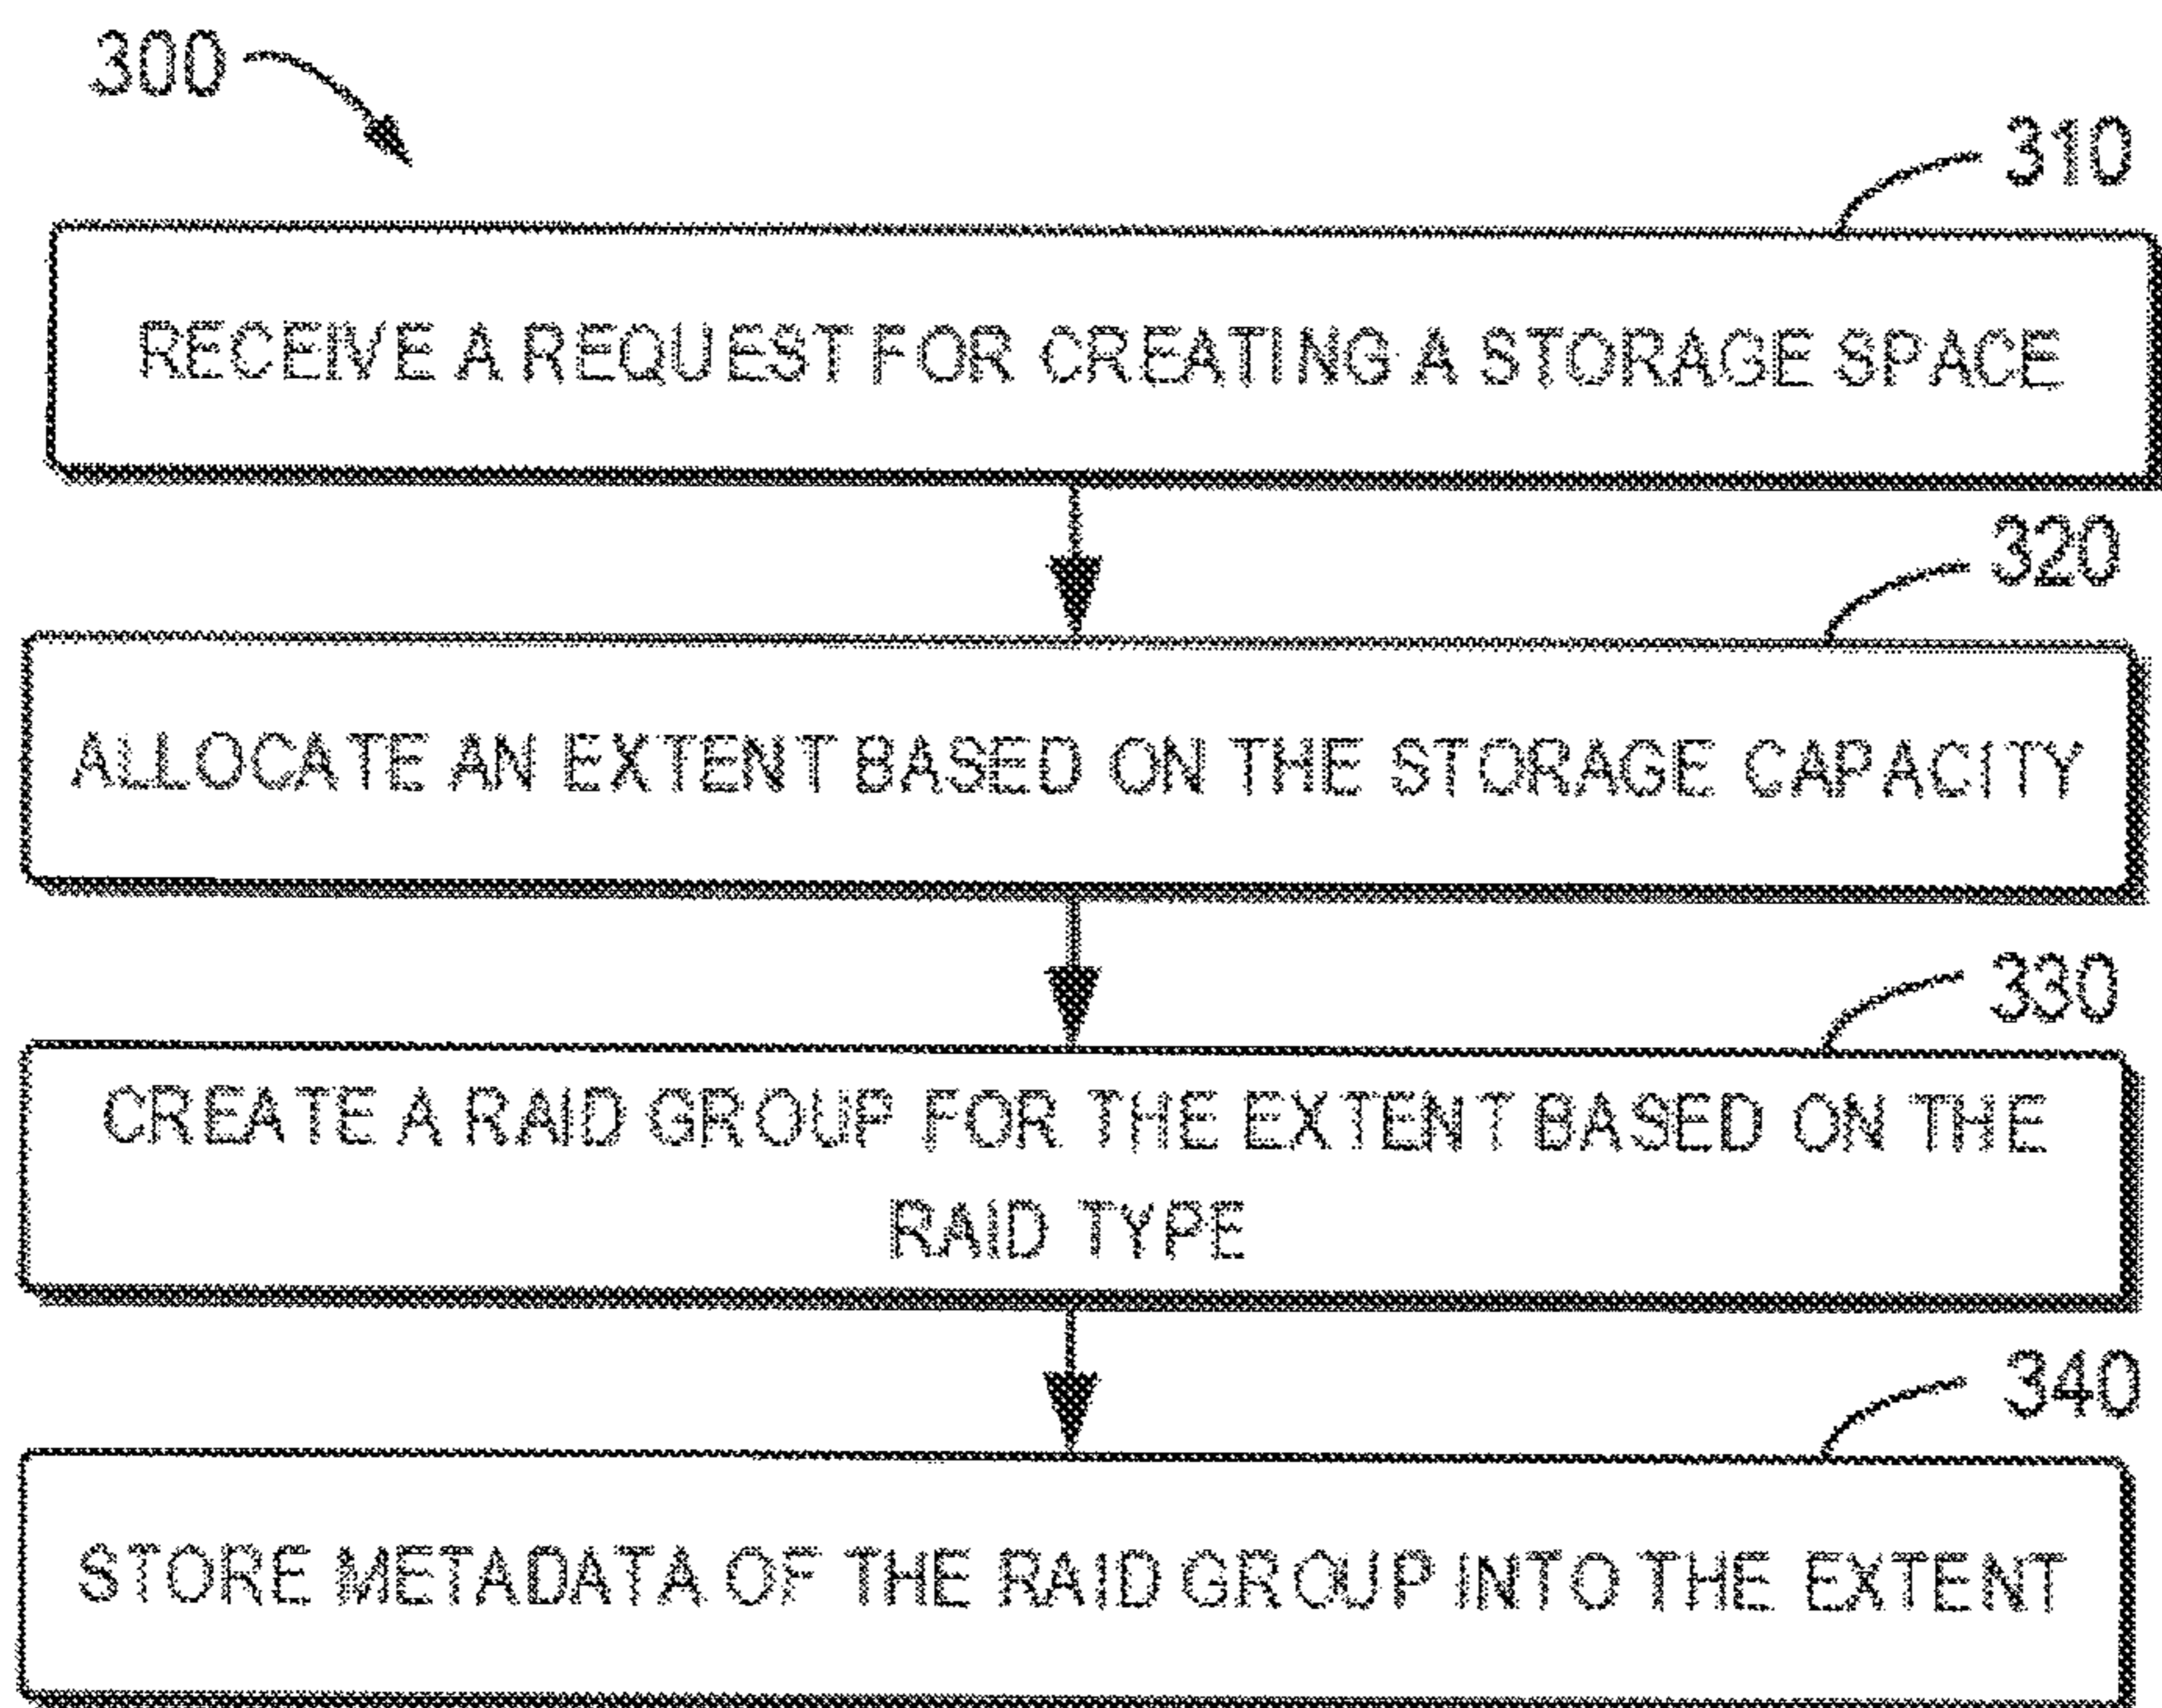 300
310
RECEIVE A REQUEST FOR CREATING A STORAGE SPACE
320
ALLOCATE AN EXTENT BASED ON THE STORAGE CAPACITY
330
CREATE A RAID GROUP FOR THE EXTENT BASED ON THE
RAID TYPE
340
STORE METADATA OF THE RAID GROUP INTO THE EXTENT